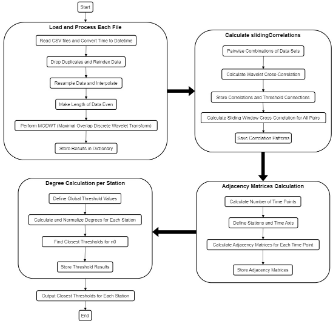 Start
Load and Process Each File
Read CSV files and Convert Time to Datetime
Drop Duplicates and Reindex Data
Resample Data and Interpolate
Make Length of Data Even
Perform MODWT (Maximal Overlap Discrete Wavelet Transform)
Store Results in Dictionary
Calculate slidingCorrelations
Pairwise Combinations of Data Sets
Calculate Wavelet Cross-Correlation
Store Correlations and Threshold Connections
Calculate Sliding Window Cross Correlation for All Pairs
Save Correlation Patterns
Adjacency Matrices Calculation
Calculate Number of Time Points
Define Stations and Time Axis
Calculate Adjacency Matrices for Each Time Point
Store Adjacency Matrices
Degree Calculation per Station
Define Global Threshold Values
Calculate and Normalize Degrees for Each Station
Find Closest Thresholds for n0
Store Threshold Results
Output Closest Thresholds for Each Station
End